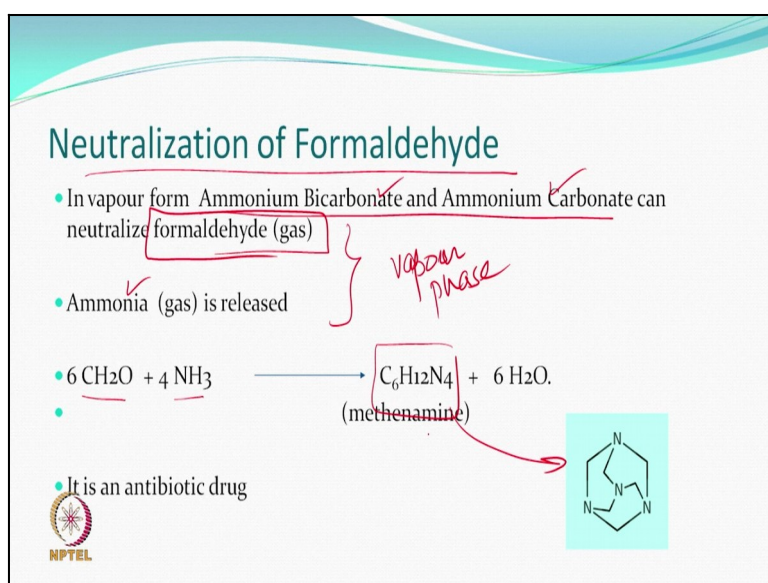 Neutralization of Formaldehyde
• In vapour form Ammonium Bicarbonate and Ammonium Carbonate can
neutralize formaldehyde (gas)
vapour
phase
• Ammonia (gas) is released
• 6 CH2O + 4 NH3 → C₆H12N4 + 6 H2O.
(methenamine)
N
N
N N
• It is an antibiotic drug
NPTEL